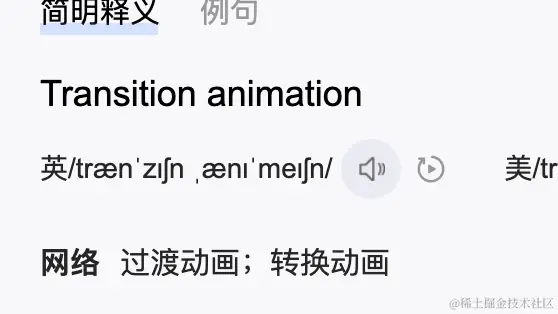 简明释义 例句
Transition animation
英/trænˈzɪʃn ˌænɪˈmeɪʃn/ 美/tr
网络 过渡动画；转换动画
@稀土掘金技术社区